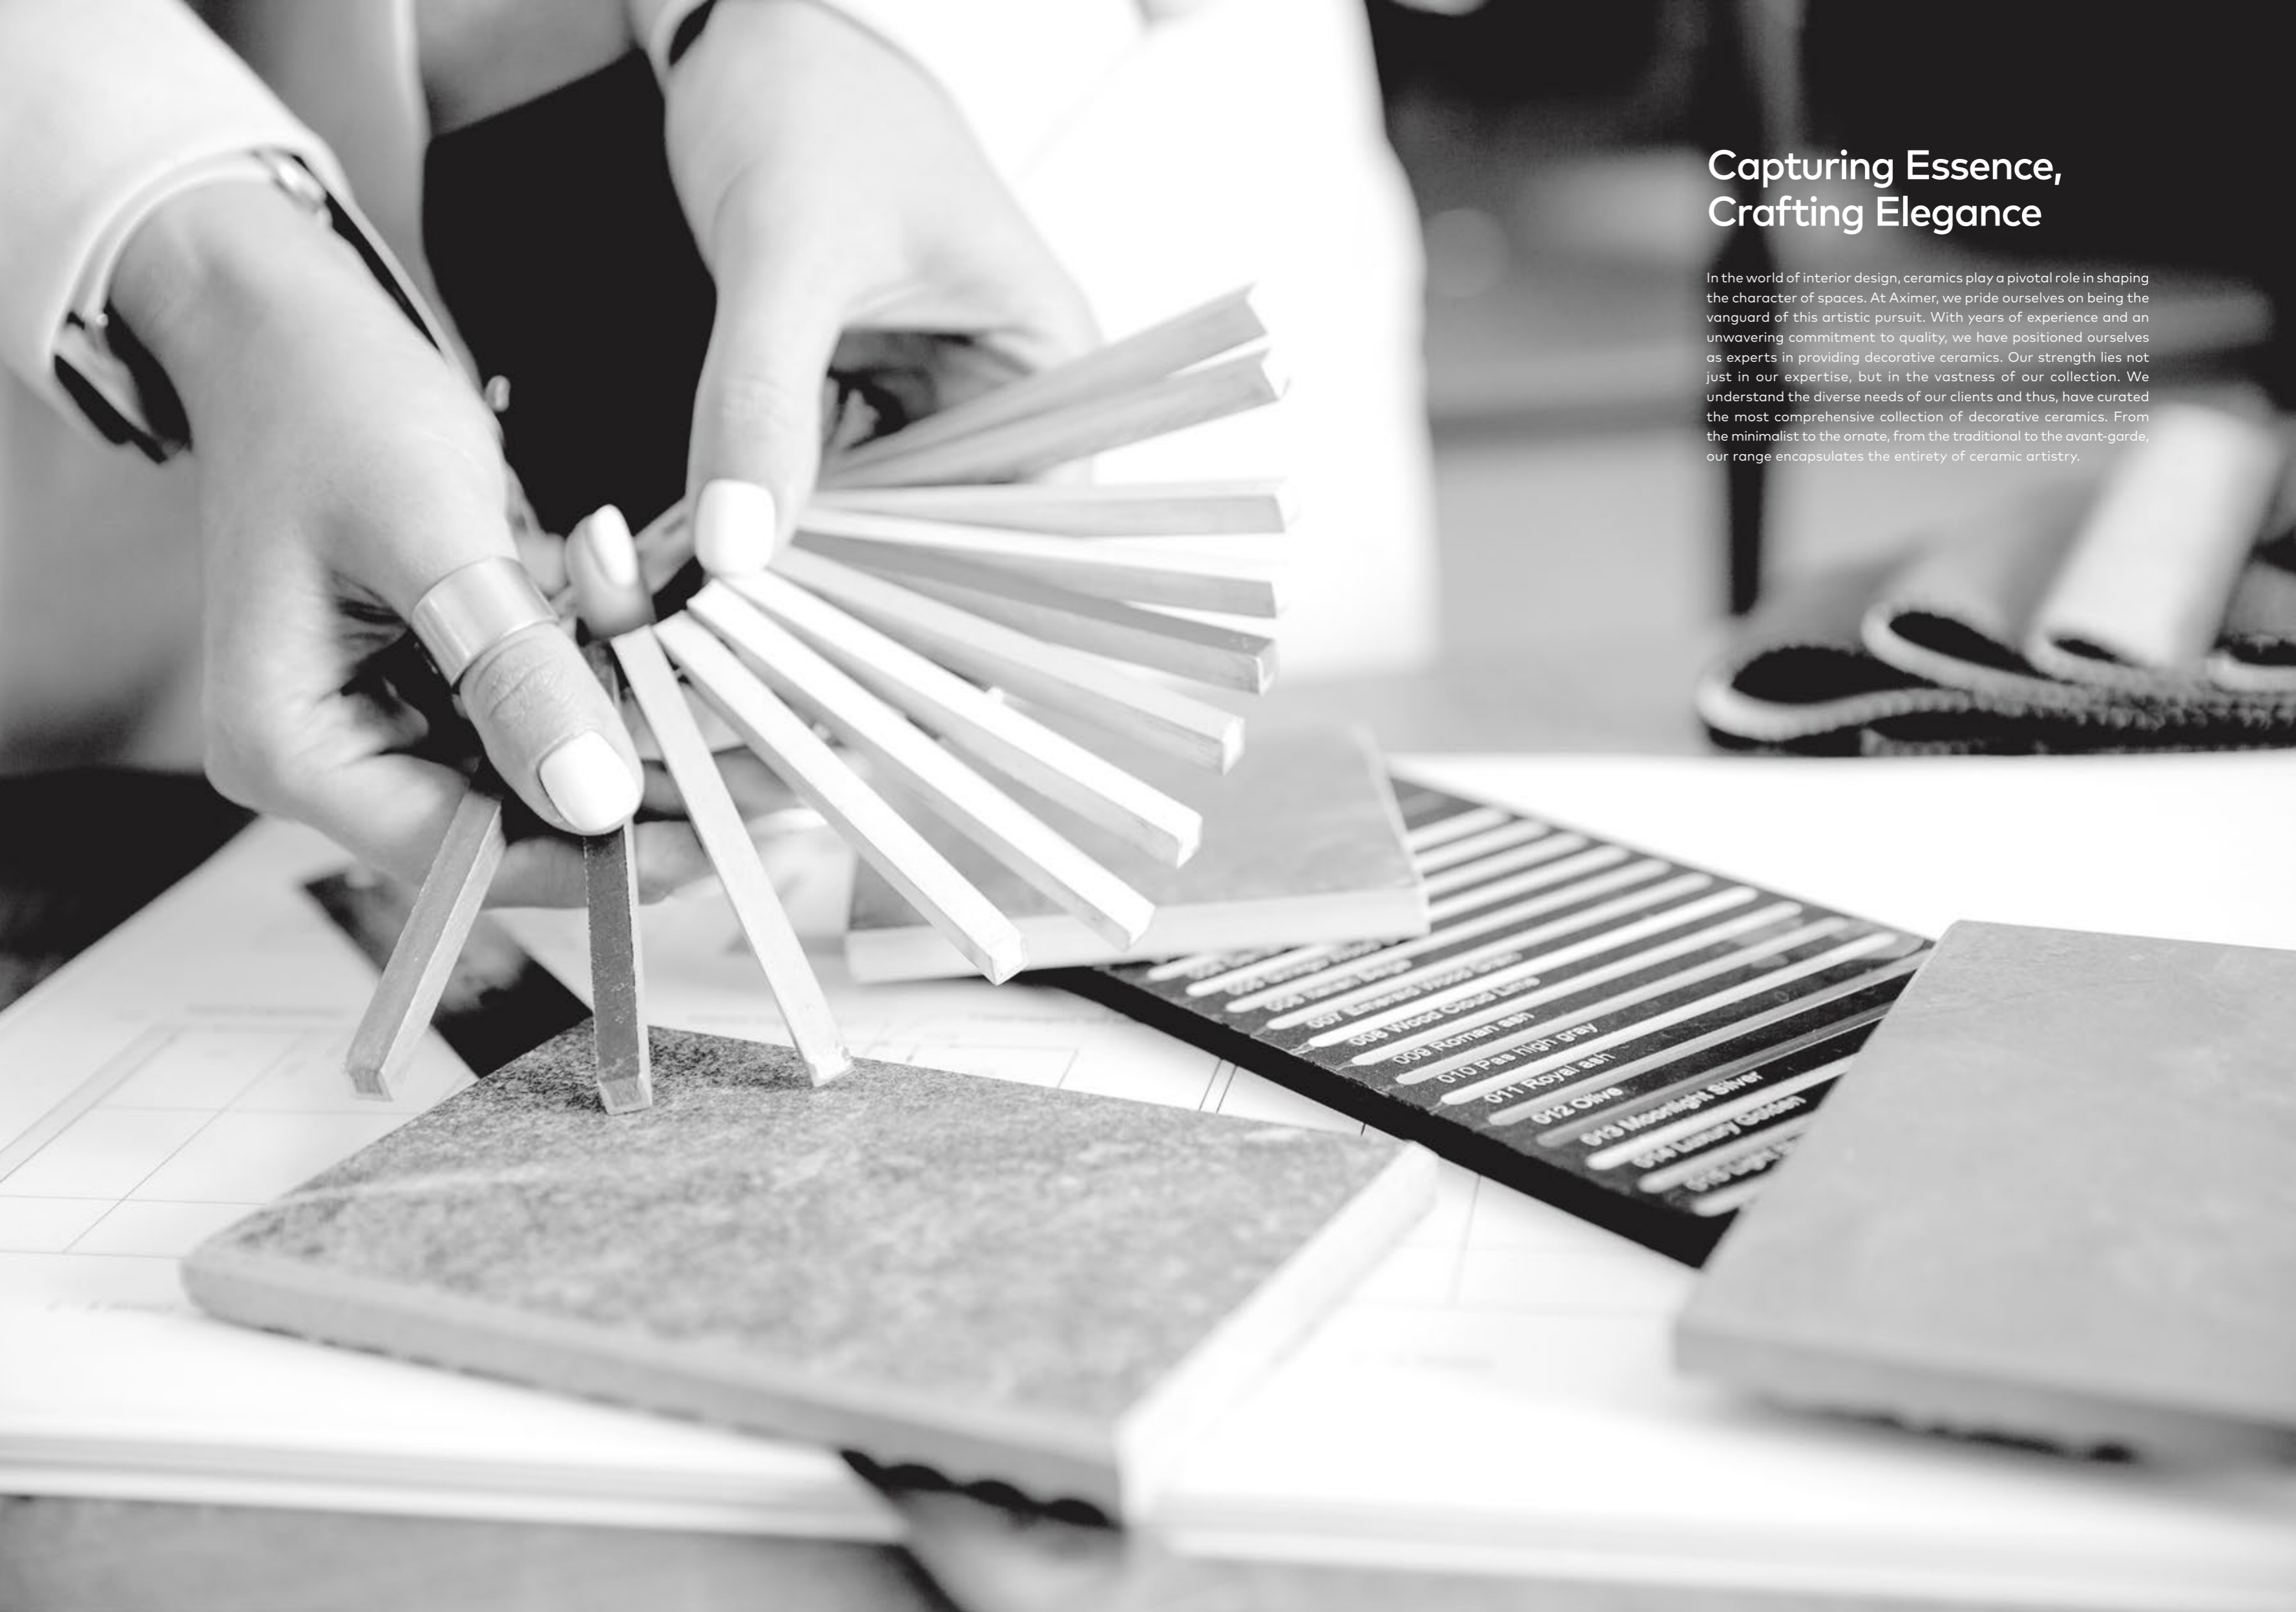 Capturing Essence,
Crafting Elegance
In the world of interior design, ceramics play a pivotal role in shaping
the character of spaces. At Aximer, we pride ourselves on being the
vanguard of this artistic pursuit. With years of experience and an
unwavering commitment to quality, we have positioned ourselves
as experts in providing decorative ceramics. Our strength lies not
just in our expertise, but in the vastness of our collection. We
understand the diverse needs of our clients and thus, have curated
the most comprehensive collection of decorative ceramics. From
the minimalist to the ornate, from the traditional to the avant-garde,
our range encapsulates the entirety of ceramic artistry.
007 Emerald Wood
008 Wood Cloud Lime
009 Roman ash
010 Pas high gray
011 Royal ash
012 Olive
013 Moonlight Silver
014 Luxury Golden
015 Light